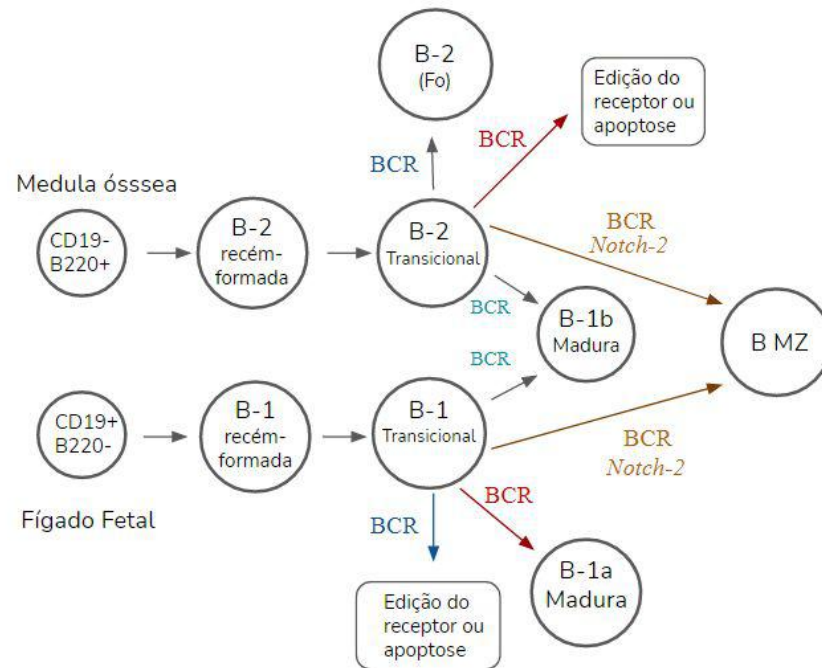 B-2
(Fo)
Edição do
receptor ou
apoptose
BCR
BCR
Medula ósssea
CD19-
B220+
B-2
recém-
formada
B-2
Transicional
BCR
Notch-2
BCR
B-1b
Madura
B MZ
BCR
CD19+
B220-
B-1
recém-
formada
B-1
Transicional
BCR
Notch-2
Fígado Fetal
BCR
BCR
B-1a
Madura
Edição do
receptor ou
apoptose